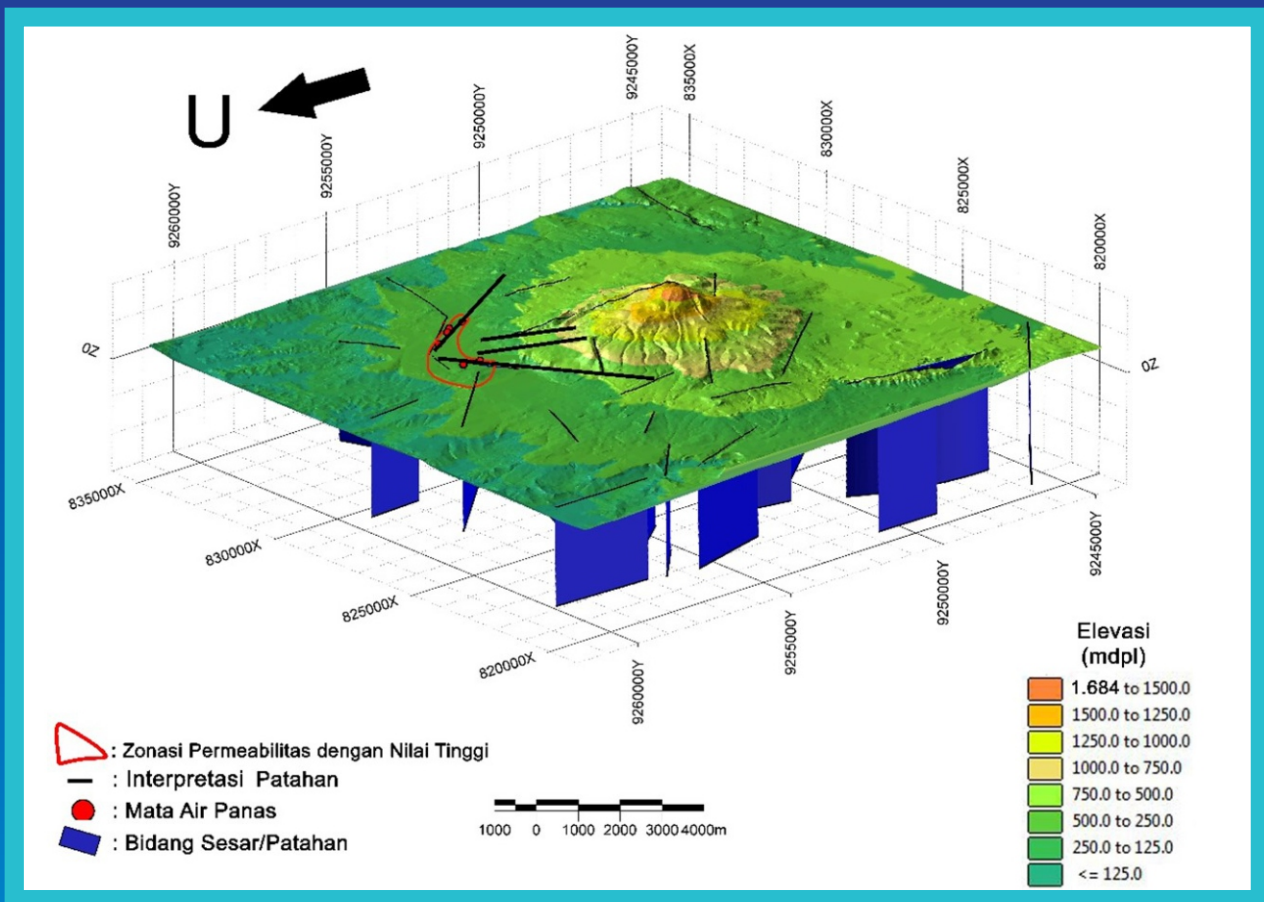 U
9260000Y
9255000Y
9250000Y
9245000Y
835000X
830000X
825000X
820000X
0Z
0Z
835000X
830000X
825000X
820000X
9260000Y
9255000Y
9250000Y
9245000Y
: Zonasi Permeabilitas dengan Nilai Tinggi
: Interpretasi Patahan
: Mata Air Panas
: Bidang Sesar/Patahan
1000 0 1000 2000 3000 4000m
Elevasi
(mdpl)
1.684 to 1500.0
1500.0 to 1250.0
1250.0 to 1000.0
1000.0 to 750.0
750.0 to 500.0
500.0 to 250.0
250.0 to 125.0
<= 125.0